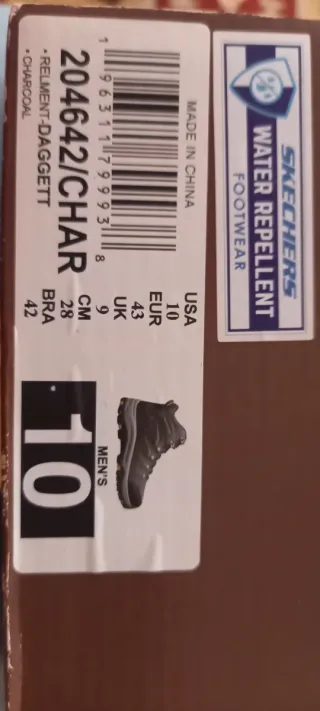 SKECHERS
WATER REPELLENT
FOOTWEAR
MADE IN CHINA
1 96311 79993 8
204642/CHAR
• RELMENT-DAGGETT
• CHARCOAL
USA
10
EUR
43
UK
9
CM
28
BRA
42
MEN'S
10